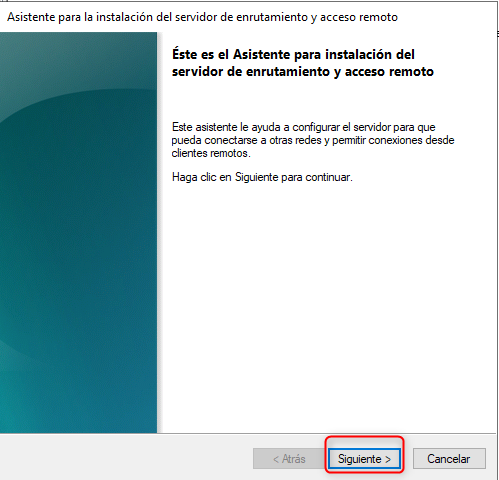 Asistente para la instalación del servidor de enrutamiento y acceso remoto
Éste es el Asistente para instalación del
servidor de enrutamiento y acceso remoto
Este asistente le ayuda a configurar el servidor para que
pueda conectarse a otras redes y permitir conexiones desde
clientes remotos.
Haga clic en Siguiente para continuar.
< Atrás
Siguiente >
Cancelar